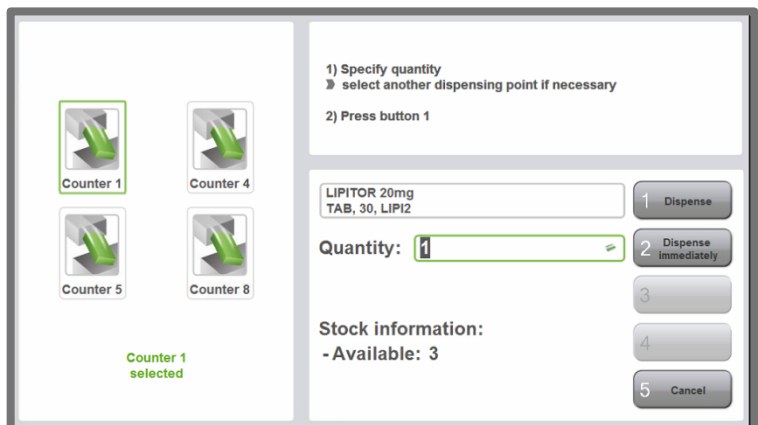 1) Specify quantity
select another dispensing point if necessary
2) Press button 1
Counter 1
Counter 4
Counter 5
Counter 8
Counter 1
selected
LIPITOR 20mg
TAB, 30, LIPI2
Quantity: 1
Stock information:
- Available: 3
1 Dispense
2 Dispense
immediately
3
4
5 Cancel